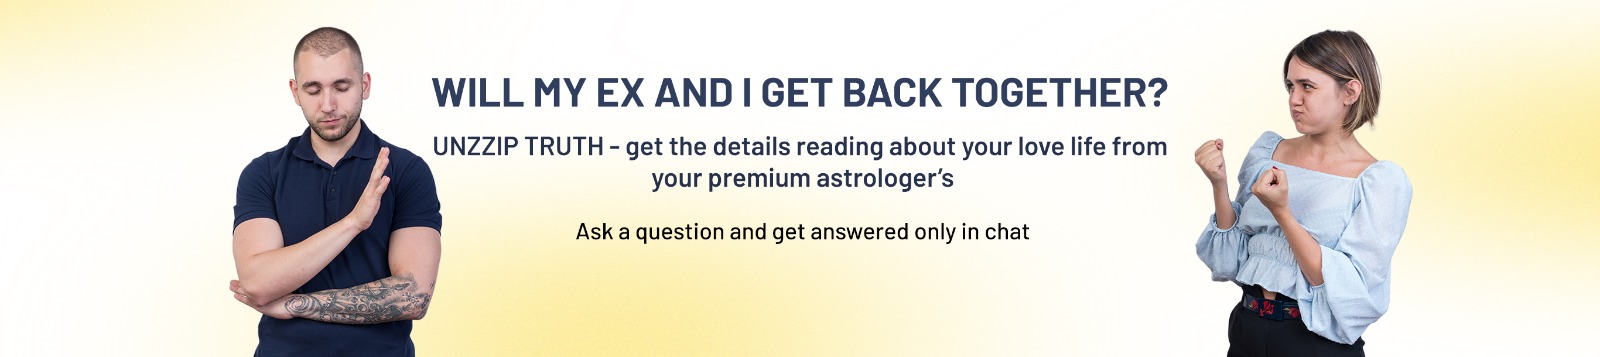 WILL MY EX AND I GET BACK TOGETHER?
UNZZIP TRUTH - get the details reading about your love life from
your premium astrologer's
Ask a question and get answered only in chat